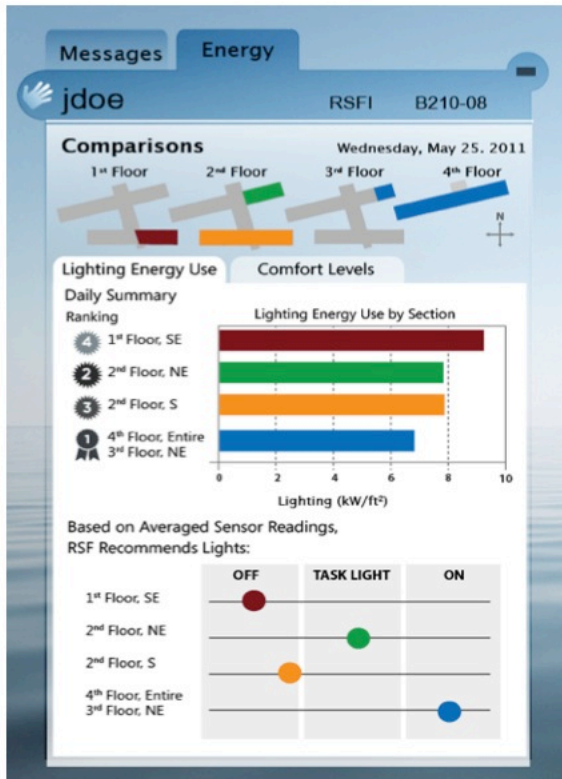 Messages Energy
jdoe RSFI B210-08
Comparisons Wednesday, May 25. 2011
1st Floor 2nd Floor 3rd Floor 4th Floor
N
Lighting Energy Use Comfort Levels
Daily Summary
Ranking Lighting Energy Use by Section
4 1st Floor, SE
2 2nd Floor, NE
3 2nd Floor, S
1 4th Floor, Entire
3rd Floor, NE
0 2 4 6 8 10
Lighting (kW/ft²)
Based on Averaged Sensor Readings,
RSF Recommends Lights:
OFF TASK LIGHT ON
1st Floor, SE
2nd Floor, NE
2nd Floor, S
4th Floor, Entire
3rd Floor, NE